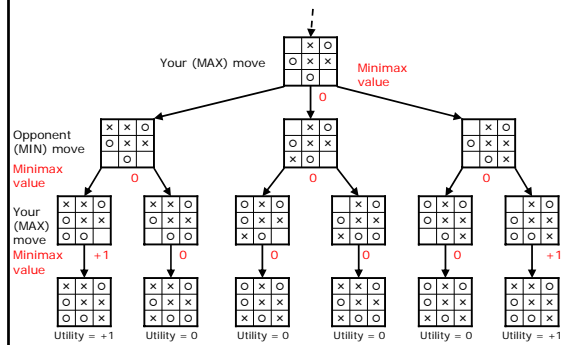 Your (MAX) move
Minimax
value
0
Opponent
(MIN) move
Minimax
value
0
0
0
Your
(MAX)
move
Minimax
value
+1
0
0
0
0
+1
Utility = +1
Utility = 0
Utility = 0
Utility = 0
Utility = 0
Utility = +1